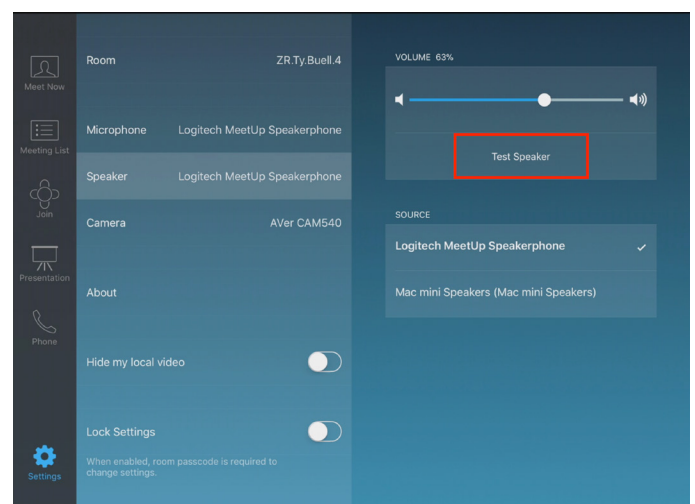 Meet Now
Meeting List
Join
Presentation
Phone
Settings
Room ZR.Ty.Buell.4
Microphone Logitech MeetUp Speakerphone
Speaker Logitech MeetUp Speakerphone
Camera AVer CAM540
About
Hide my local video
Lock Settings
When enabled, room passcode is required to
change settings.
VOLUME 63%
Test Speaker
SOURCE
Logitech MeetUp Speakerphone
Mac mini Speakers (Mac mini Speakers)